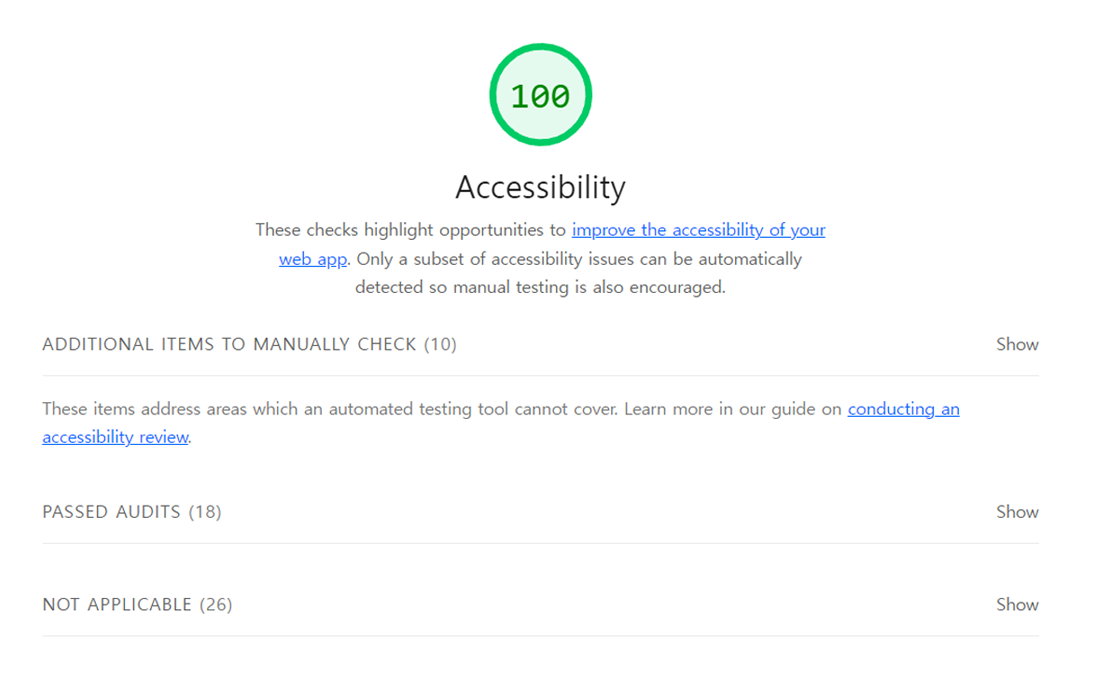 100
Accessibility
These checks highlight opportunities to improve the accessibility of your
web app. Only a subset of accessibility issues can be automatically
detected so manual testing is also encouraged.
ADDITIONAL ITEMS TO MANUALLY CHECK (10) Show
These items address areas which an automated testing tool cannot cover. Learn more in our guide on conducting an
accessibility review.
PASSED AUDITS (18) Show
NOT APPLICABLE (26) Show